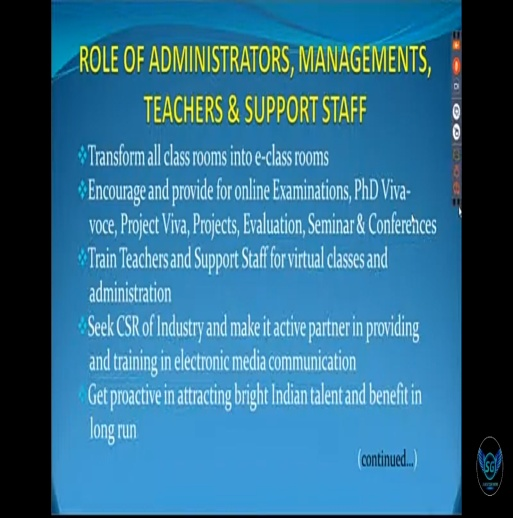 ROLE OF ADMINISTRATORS, MANAGEMENTS,
TEACHERS & SUPPORT STAFF
Transform all class rooms into e-class rooms
Encourage and provide for online Examinations, PhD Viva-
voce, Project Viva, Projects, Evaluation, Seminar & Conferences
Train Teachers and Support Staff for virtual classes and
administration
Seek CSR of Industry and make it active partner in providing
and training in electronic media communication
Get proactive in attracting bright Indian talent and benefit in
long run
(continued...)
SG